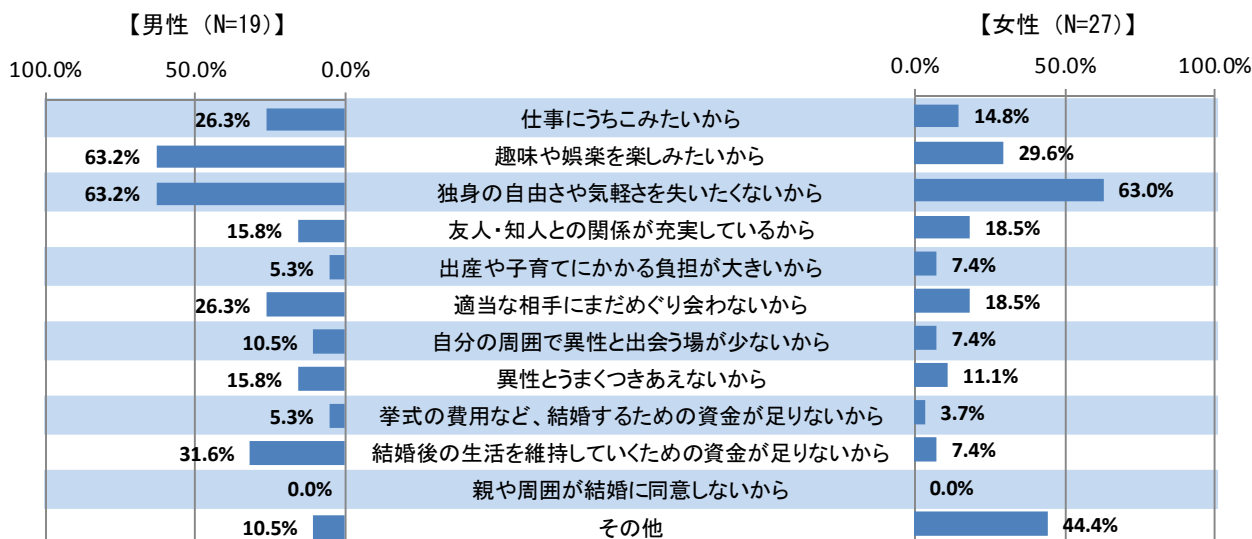 【男性 (N=19)】 【女性 (N=27)】
100.0% 50.0% 0.0% 0.0% 50.0% 100.0%
26.3% 仕事にうちこみたいから 14.8%
63.2% 趣味や娯楽を楽しみたいから 29.6%
63.2% 独身の自由さや気軽さを失いたくないから 63.0%
15.8% 友人・知人との関係が充実しているから 18.5%
5.3% 出産や子育てにかかる負担が大きいから 7.4%
26.3% 適当な相手にまだめぐり会わないから 18.5%
10.5% 自分の周囲で異性と出会う場が少ないから 7.4%
15.8% 異性とうまくつきあえないから 11.1%
5.3% 挙式の費用など、結婚するための資金が足りないから 3.7%
31.6% 結婚後の生活を維持していくための資金が足りないから 7.4%
0.0% 親や周囲が結婚に同意しないから 0.0%
10.5% その他 44.4%